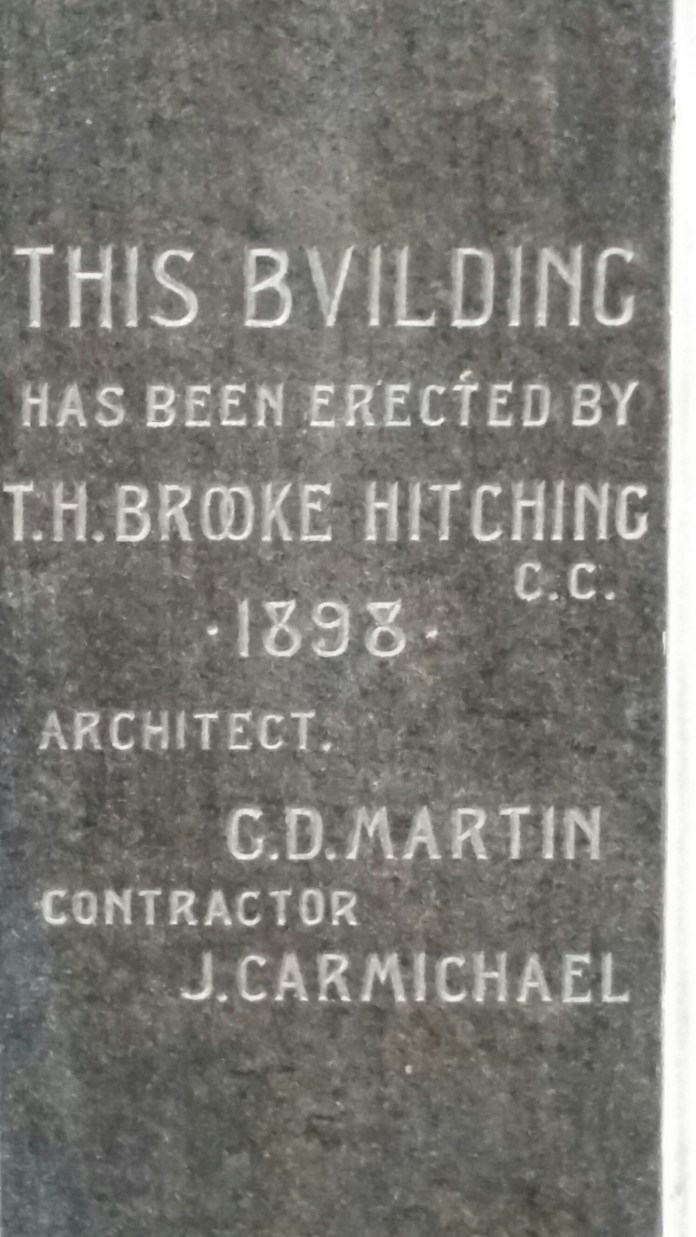 THIS BVILDING
HAS BEEN ERECTED BY
T.H.BROOKE HITCHING
C.C.
·1898·
ARCHITECT.
G.D.MARTIN
CONTRACTOR
J.CARMICHAEL